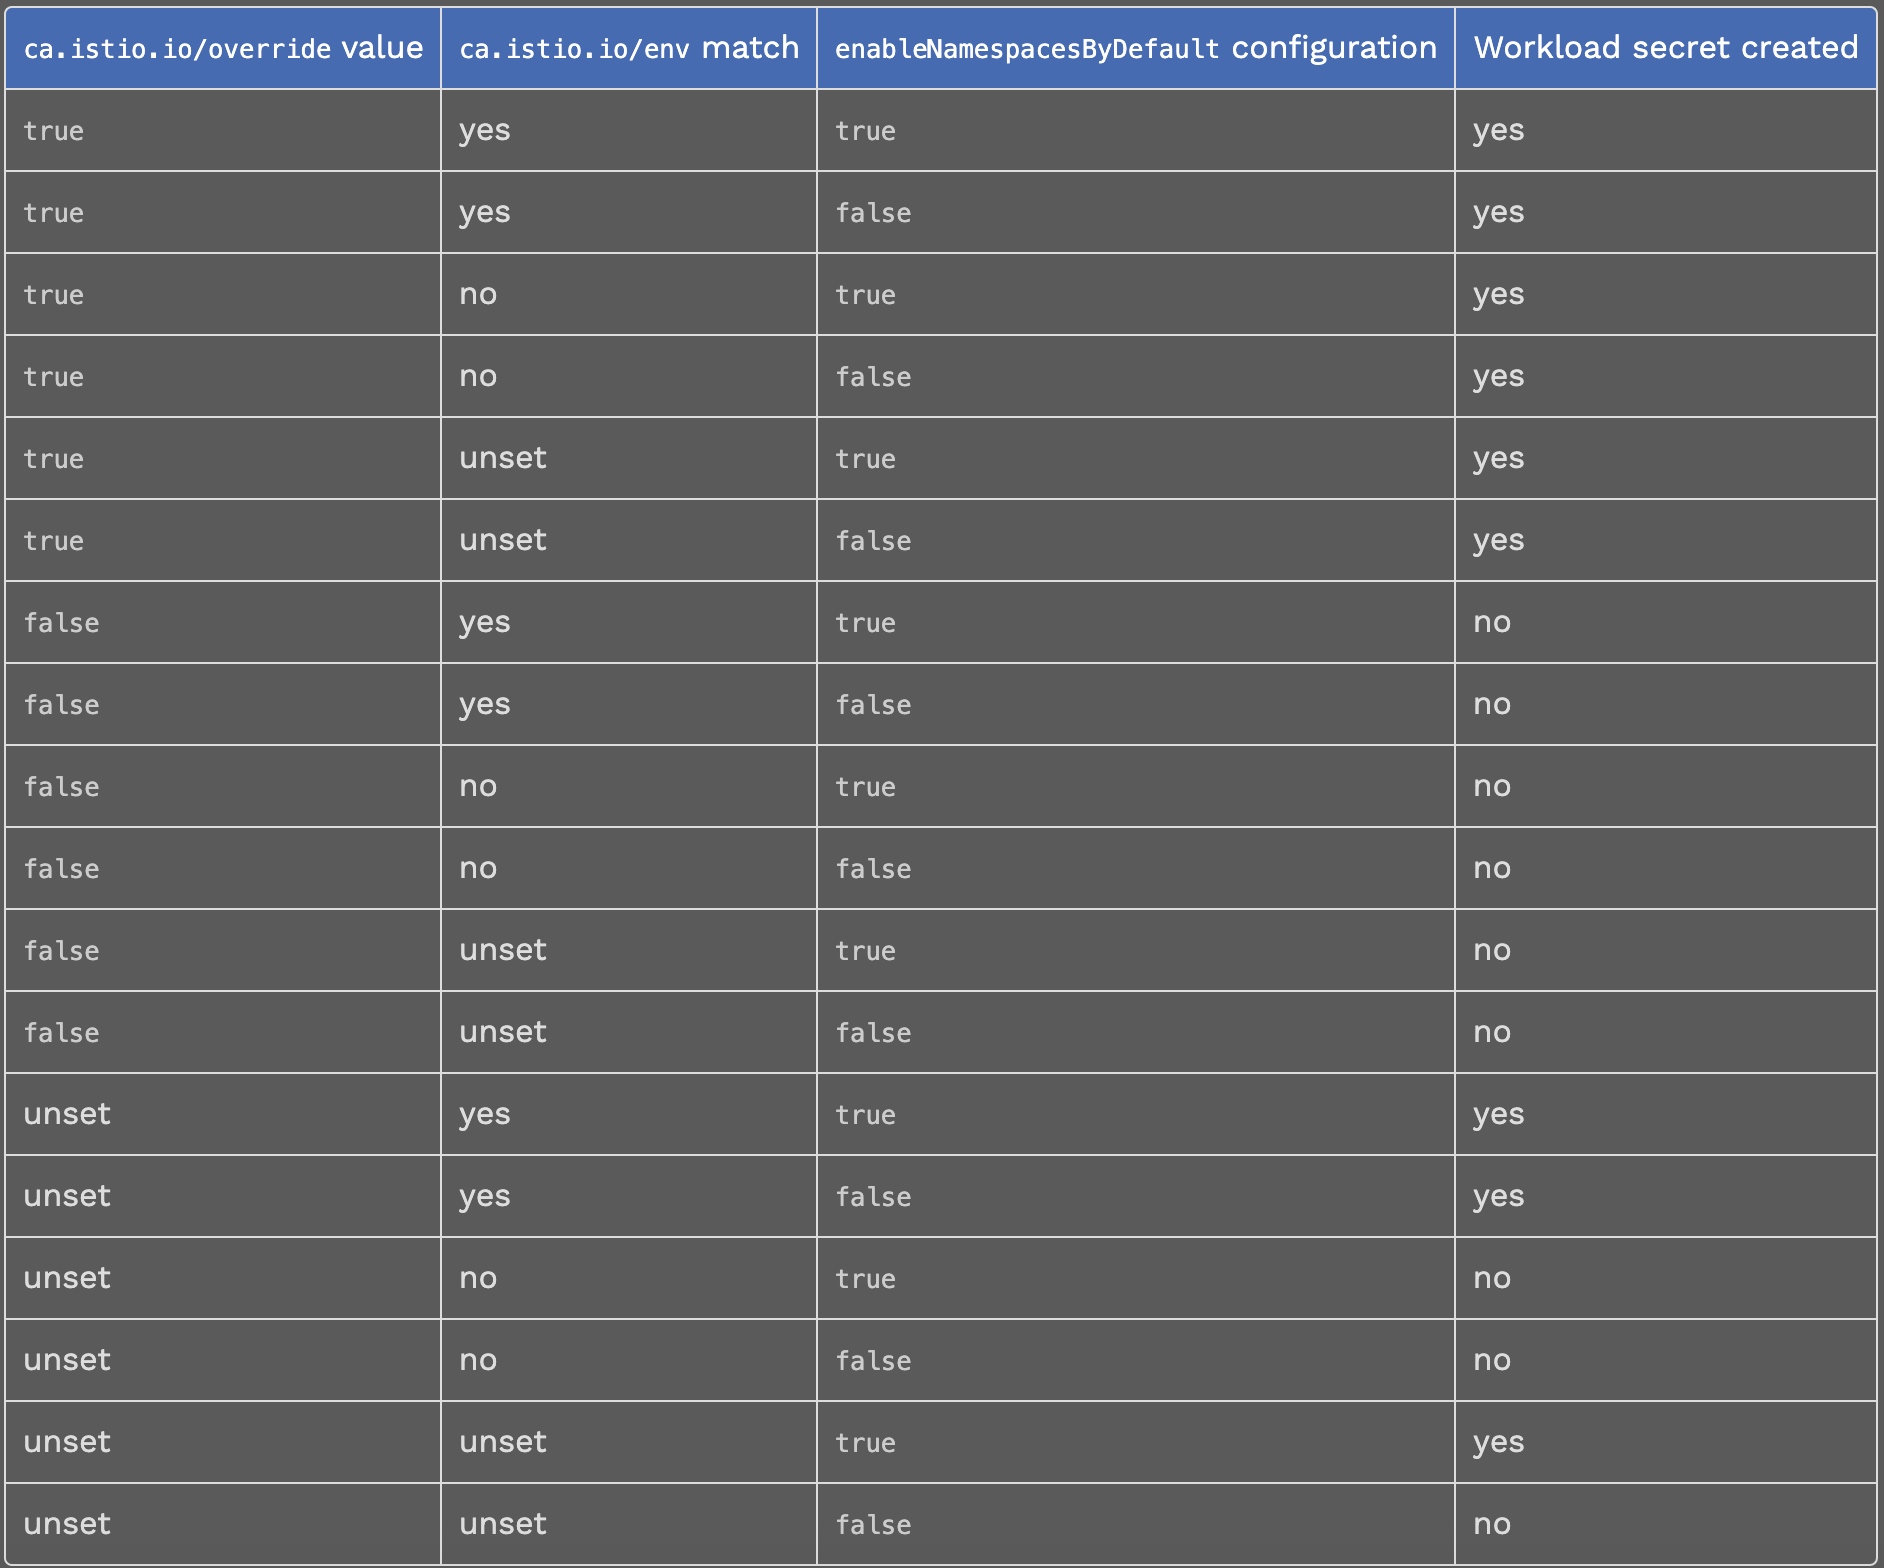 ca.istio.io/override value ca.istio.io/env match enableNamespacesByDefault configuration Workload secret created
true yes true yes
true yes false yes
true no true yes
true no false yes
true unset true yes
true unset false yes
false yes true no
false yes false no
false no true no
false no false no
false unset true no
false unset false no
unset yes true yes
unset yes false yes
unset no true no
unset no false no
unset unset true yes
unset unset false no